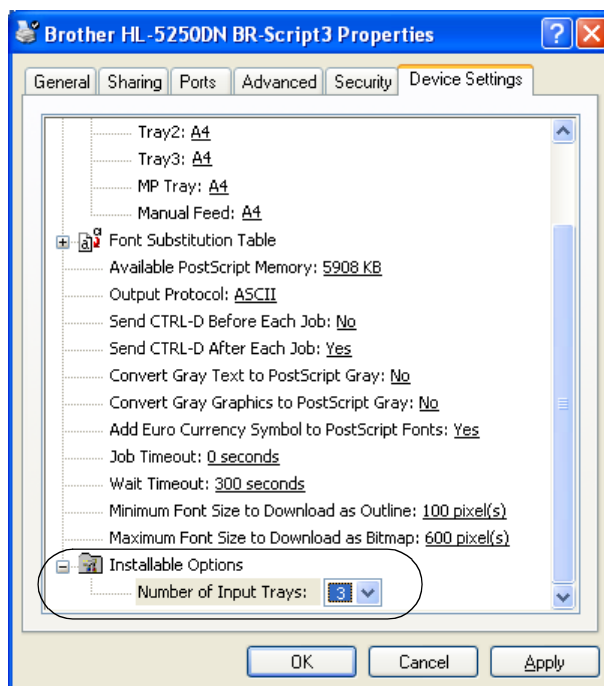 Brother HL-5250DN BR-Script3 Properties
General Sharing Ports Advanced Security Device Settings
Tray2: A4
Tray3: A4
MP Tray: A4
Manual Feed: A4
Font Substitution Table
Available PostScript Memory: 5908 KB
Output Protocol: ASCII
Send CTRL-D Before Each Job: No
Send CTRL-D After Each Job: Yes
Convert Gray Text to PostScript Gray: No
Convert Gray Graphics to PostScript Gray: No
Add Euro Currency Symbol to PostScript Fonts: Yes
Job Timeout: 0 seconds
Wait Timeout: 300 seconds
Minimum Font Size to Download as Outline: 100 pixel(s)
Maximum Font Size to Download as Bitmap: 600 pixel(s)
Installable Options
Number of Input Trays: 3
OK Cancel Apply